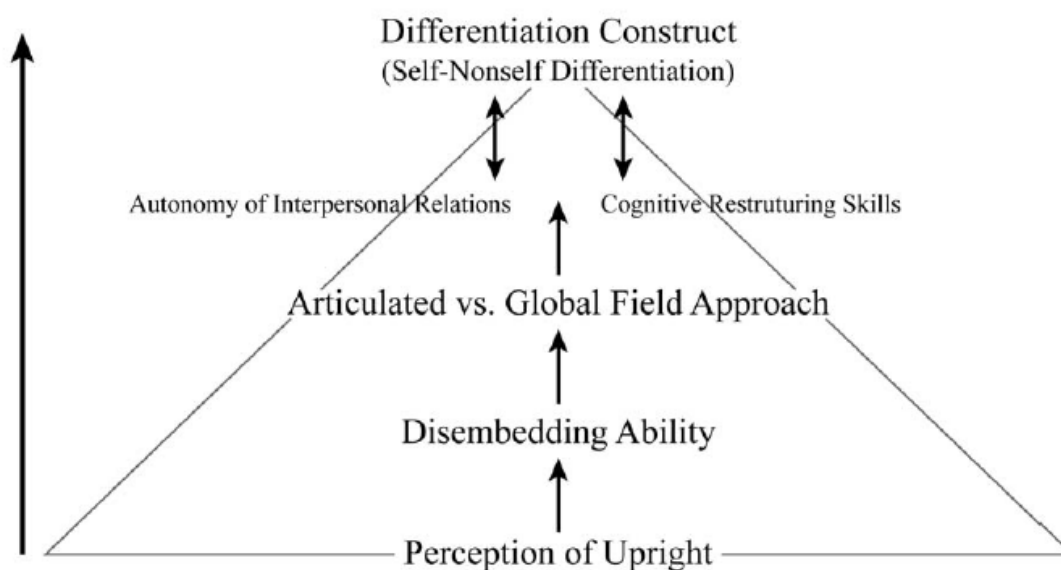 Differentiation Construct
(Self-Nonself Differentiation)
Autonomy of Interpersonal Relations
Cognitive Restruturing Skills
Articulated vs. Global Field Approach
Disembedding Ability
Perception of Upright